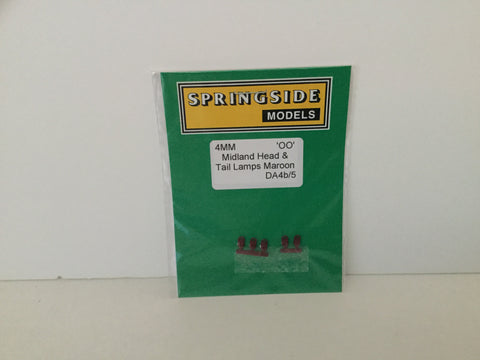 SPRINGSIDE
MODELS
4MM 'OO'
Midland Head &
Tail Lamps Maroon
DA4b/5